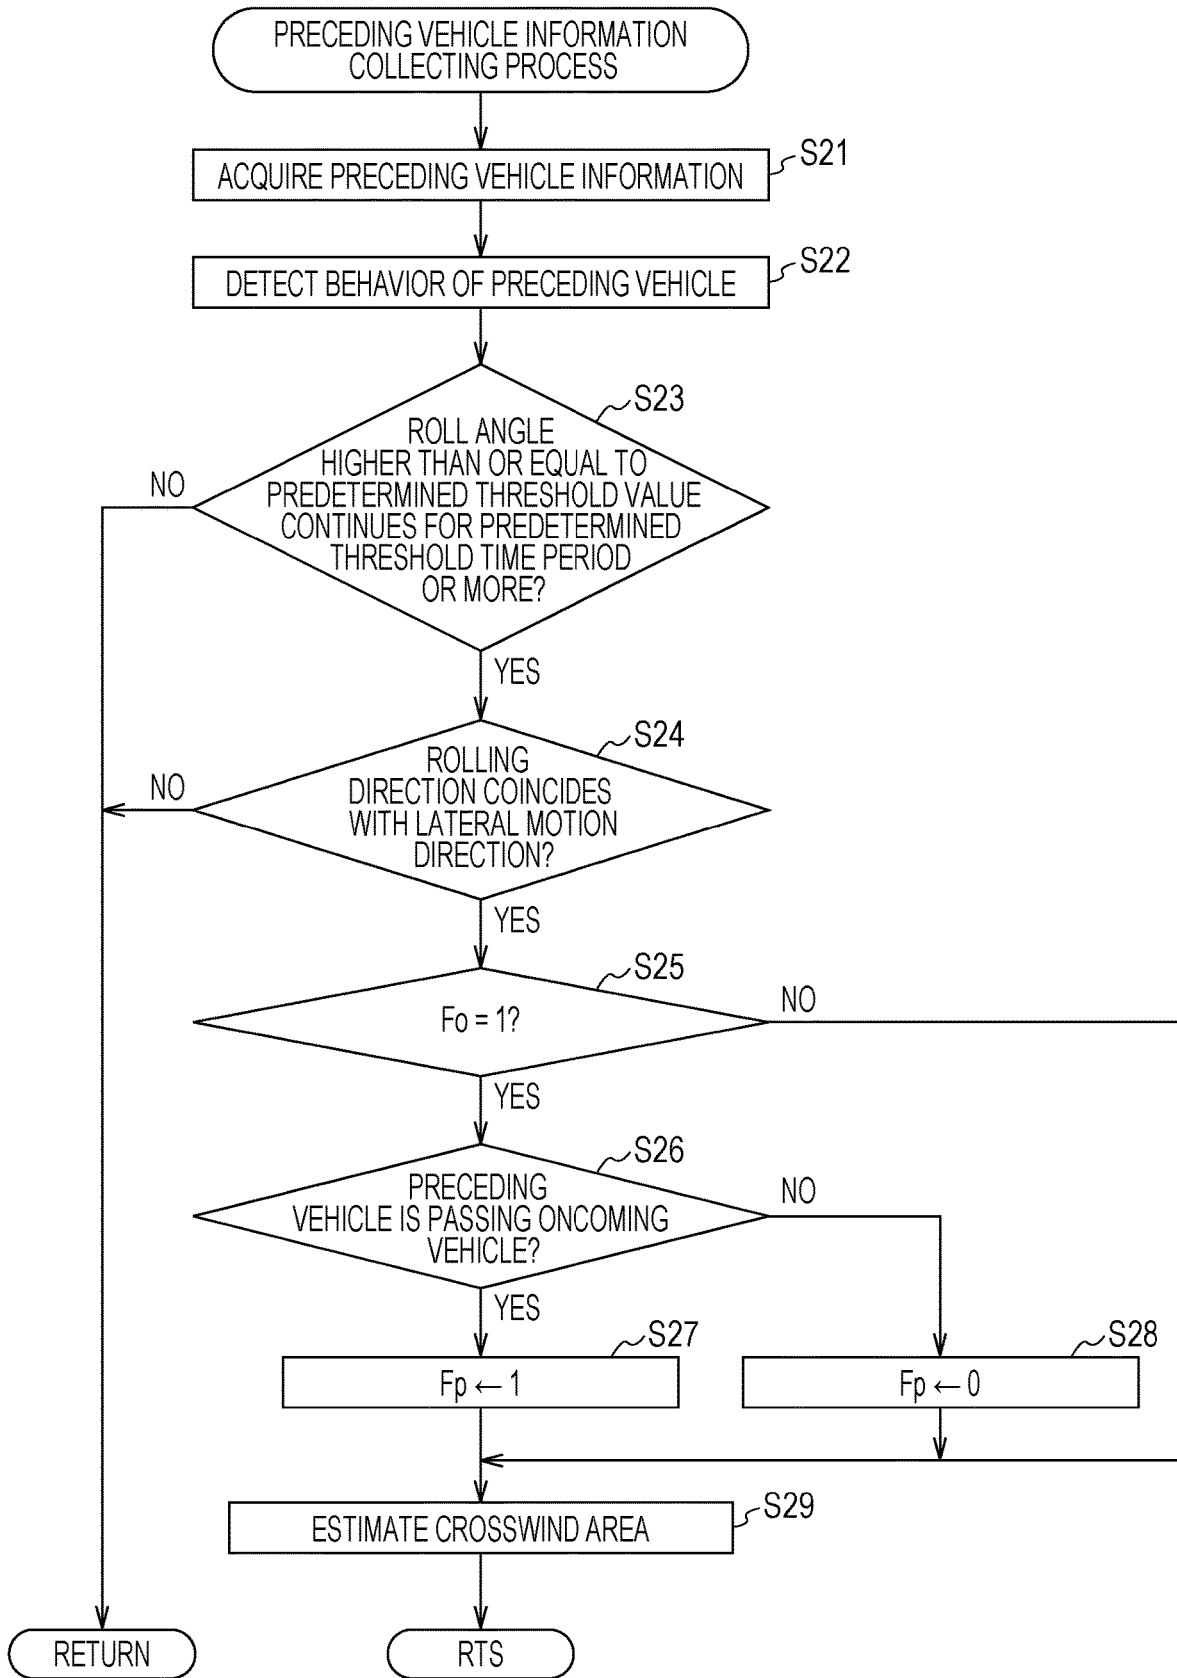 PRECEDING VEHICLE INFORMATION
COLLECTING PROCESS
S21
ACQUIRE PRECEDING VEHICLE INFORMATION
S22
DETECT BEHAVIOR OF PRECEDING VEHICLE
S23
ROLL ANGLE
HIGHER THAN OR EQUAL TO
PREDETERMINED THRESHOLD VALUE
CONTINUES FOR PREDETERMINED
THRESHOLD TIME PERIOD
OR MORE?
NO
YES
S24
ROLLING
DIRECTION COINCIDES
WITH LATERAL MOTION
DIRECTION?
NO
YES
S25
Fo = 1?
NO
YES
S26
PRECEDING
VEHICLE IS PASSING ONCOMING
VEHICLE?
NO
YES
S27
Fp ← 1
S28
Fp ← 0
S29
ESTIMATE CROSSWIND AREA
RETURN
RTS